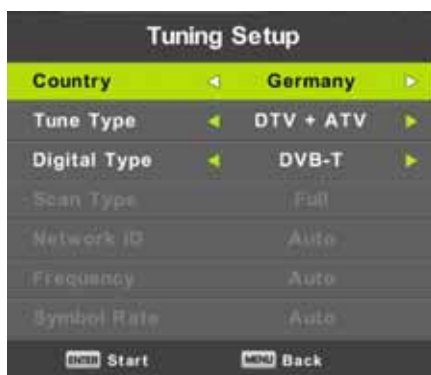 Tuning Setup
Country Germany
Tune Type DTV + ATV
Digital Type DVB-T
Scan Type Full
Network ID Auto
Frequency Auto
Symbol Rate Auto
ENTER Start MENU Back